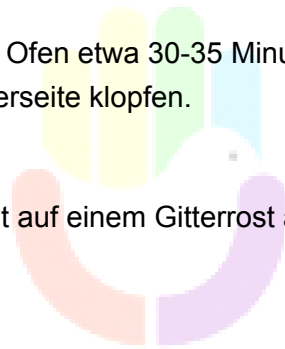 Ofen etwa 30-35 Minu
erseite klopfen.
t auf einem Gitterrost a